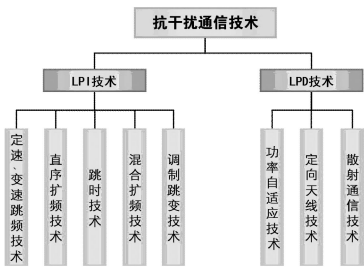 抗干扰通信技术
LPI技术
LPD技术
定速、变速跳频技术
直序扩频技术
跳时技术
混合扩频技术
调制跳变技术
功率自适应技术
定向天线技术
散射通信技术